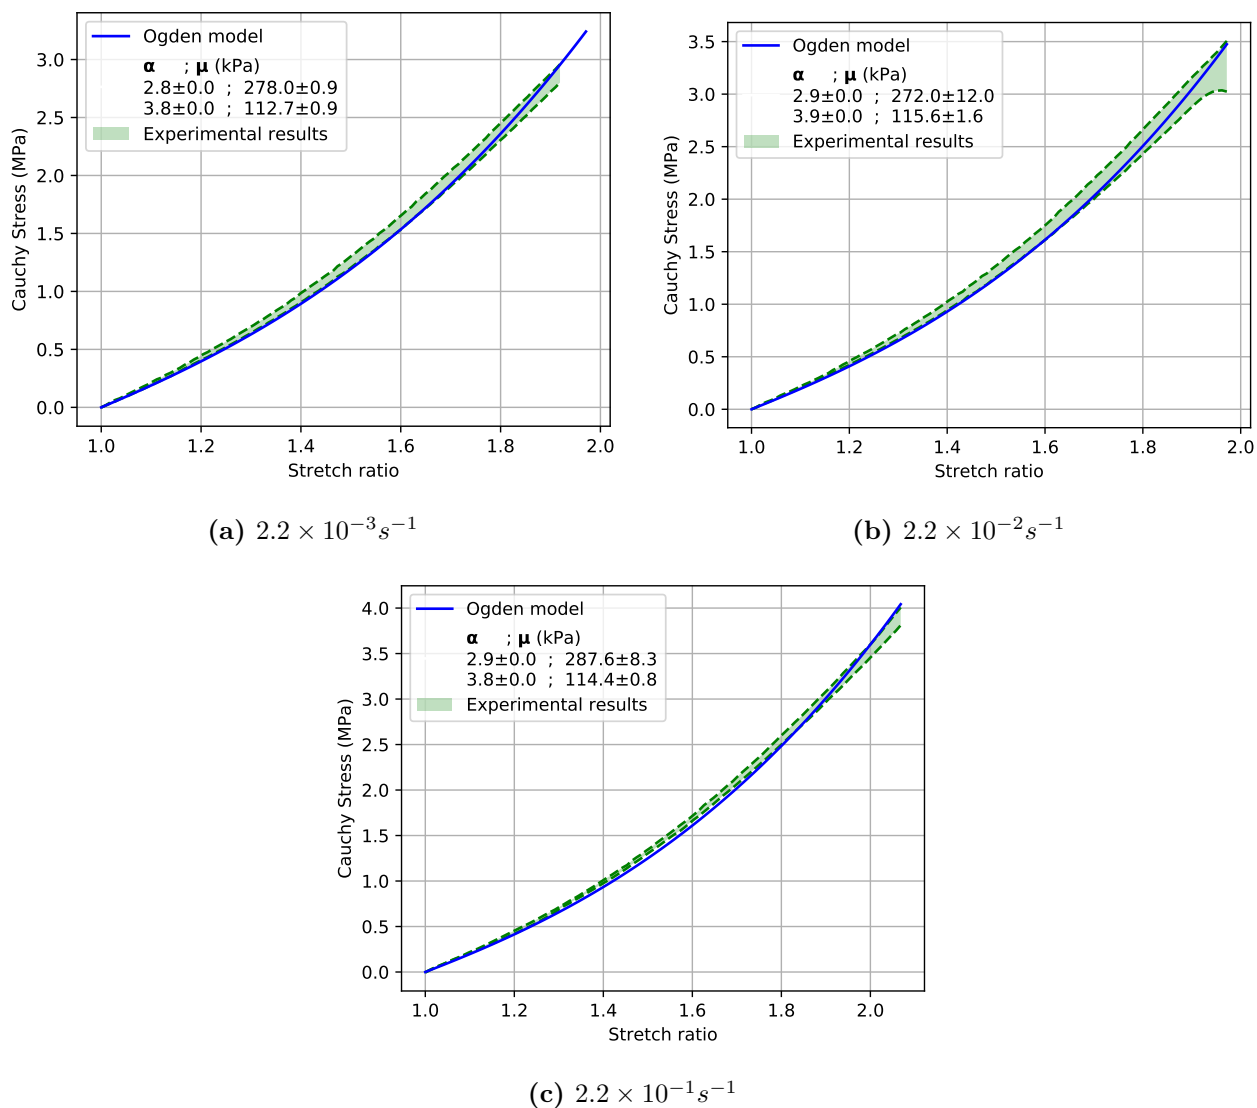 Ogden model
α ; μ (kPa)
2.8±0.0 ; 278.0±0.9
3.8±0.0 ; 112.7±0.9
Experimental results
3.0
2.5
2.0
1.5
1.0
0.5
0.0
Cauchy Stress (MPa)
1.0 1.2 1.4 1.6 1.8 2.0
Stretch ratio
(a) 2.2 × 10⁻³s⁻¹
Ogden model
α ; μ (kPa)
2.9±0.0 ; 272.0±12.0
3.9±0.0 ; 115.6±1.6
Experimental results
3.5
3.0
2.5
2.0
1.5
1.0
0.5
0.0
Cauchy Stress (MPa)
1.0 1.2 1.4 1.6 1.8 2.0
Stretch ratio
(b) 2.2 × 10⁻²s⁻¹
Ogden model
α ; μ (kPa)
2.9±0.0 ; 287.6±8.3
3.8±0.0 ; 114.4±0.8
Experimental results
4.0
3.5
3.0
2.5
2.0
1.5
1.0
0.5
0.0
Cauchy Stress (MPa)
1.0 1.2 1.4 1.6 1.8 2.0
Stretch ratio
(c) 2.2 × 10⁻¹s⁻¹